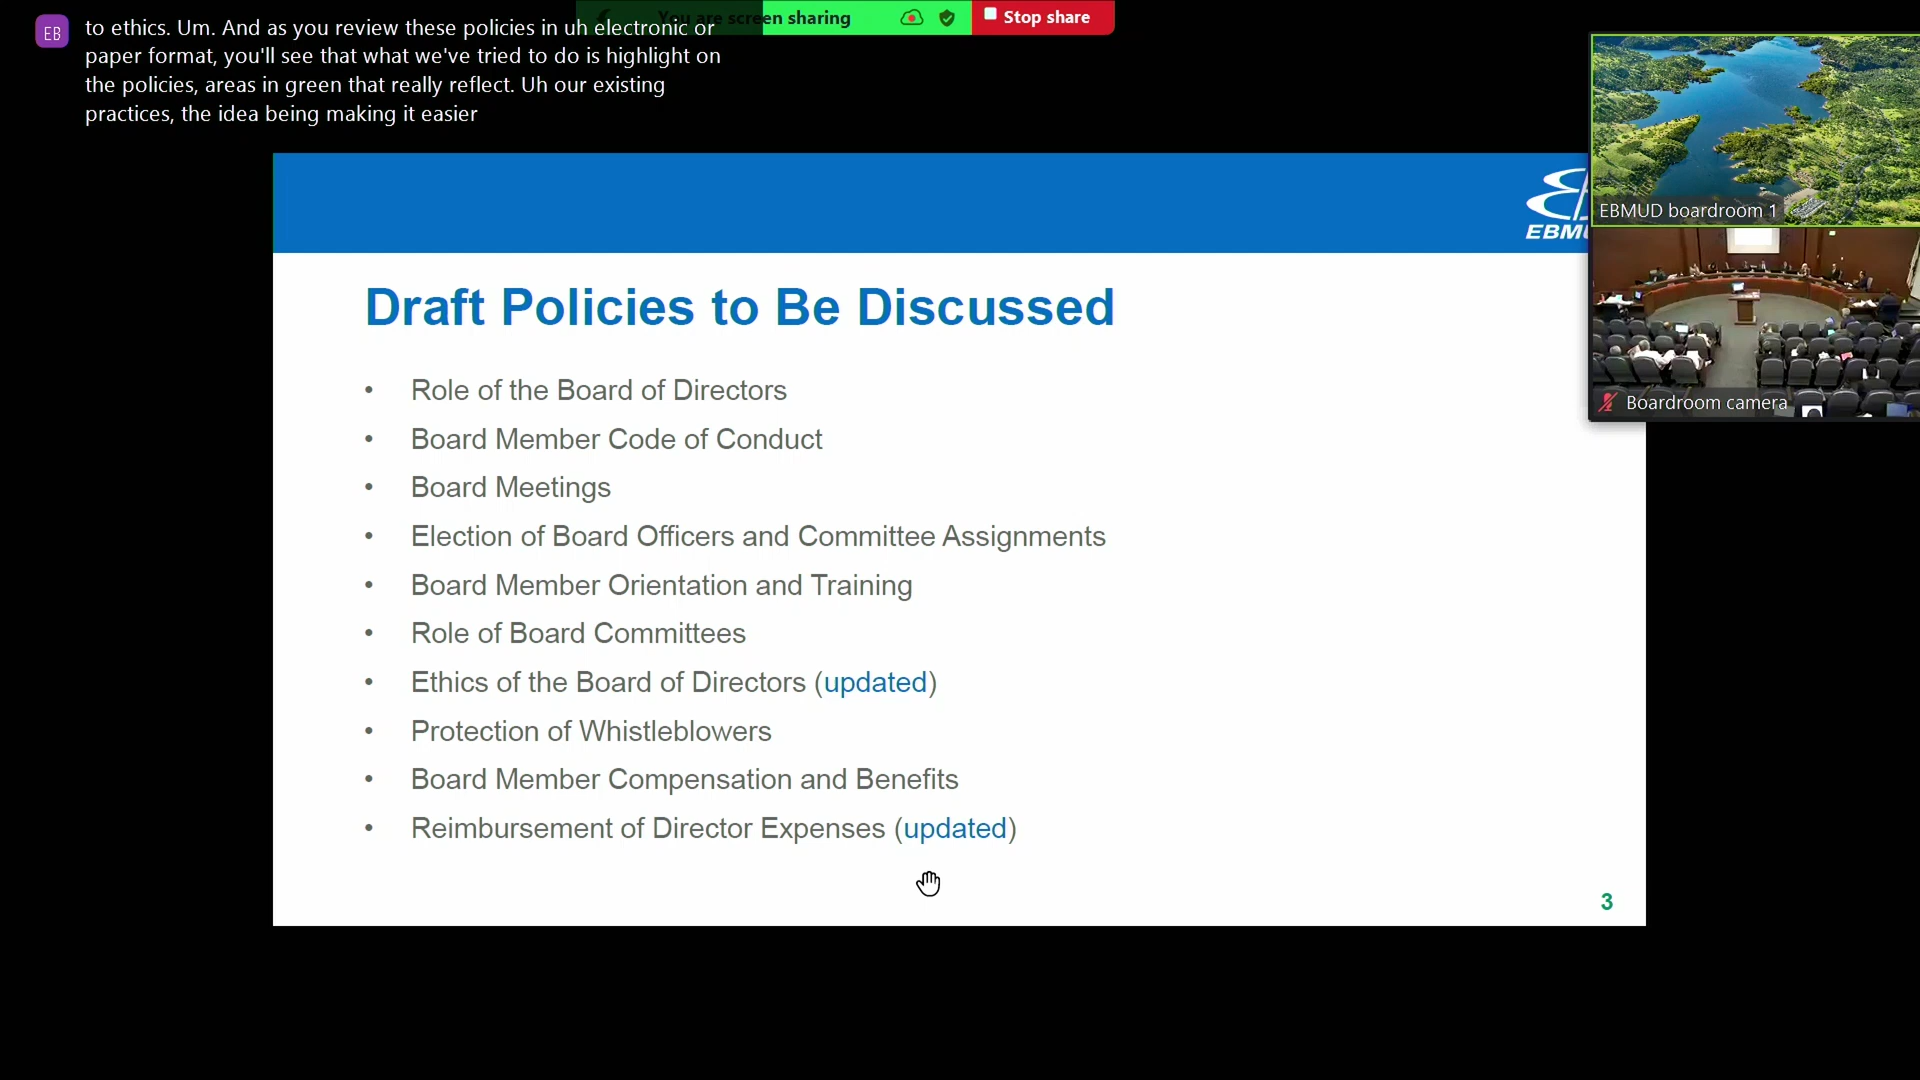 EB
to ethics. Um. And as you review these policies in uh electronic or
paper format, you'll see that what we've tried to do is highlight on
the policies, areas in green that really reflect. Uh our existing
practices, the idea being making it easier
You are screen sharing
Stop share
EBMUD boardroom 1
Boardroom camera
Draft Policies to Be Discussed
• Role of the Board of Directors
• Board Member Code of Conduct
• Board Meetings
• Election of Board Officers and Committee Assignments
• Board Member Orientation and Training
• Role of Board Committees
• Ethics of the Board of Directors (updated)
• Protection of Whistleblowers
• Board Member Compensation and Benefits
• Reimbursement of Director Expenses (updated)
3